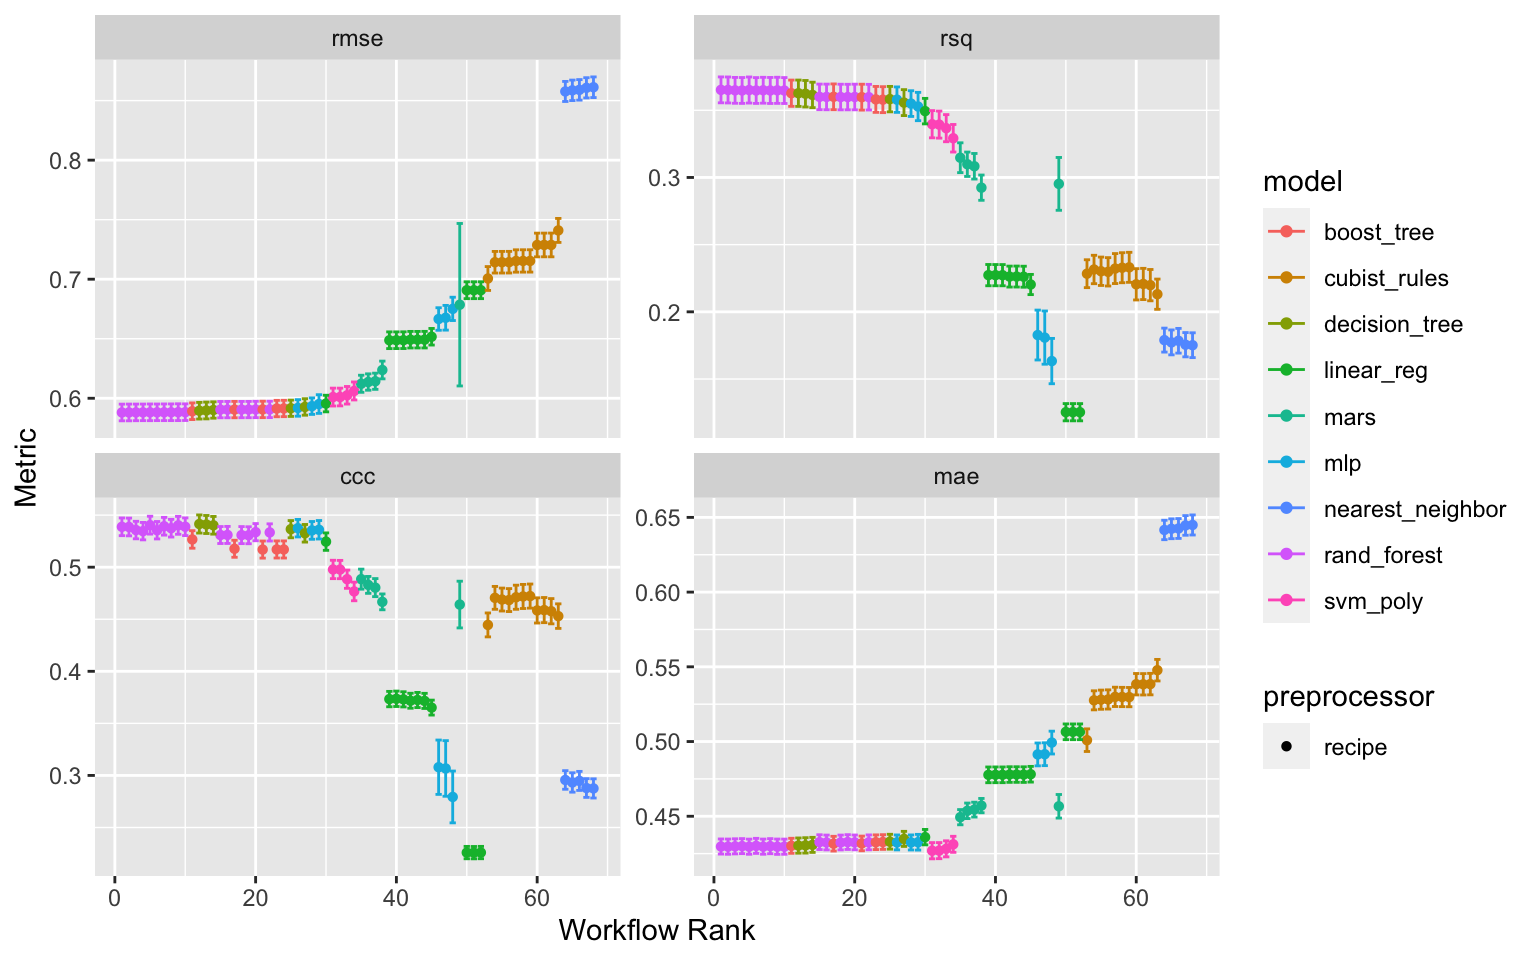 rmse
rsq
0.8
0.7
0.6
0.3
0.2
ccc
mae
0.5
0.4
0.3
0.65
0.60
0.55
0.50
0.45
0 20 40 60
0 20 40 60
Workflow Rank
Metric
model
boost_tree
cubist_rules
decision_tree
linear_reg
mars
mlp
nearest_neighbor
rand_forest
svm_poly
preprocessor
recipe